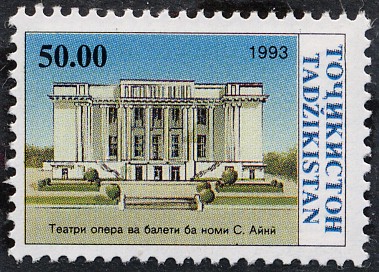 50.00
1993
Театри опера ва балети ба номи С. Айнӣ
ТОҶИКИСТОН
TADZIKISTAN